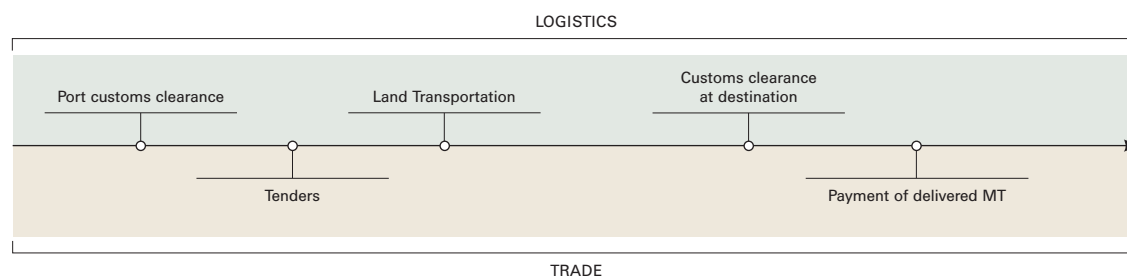 LOGISTICS
Port customs clearance
Land Transportation
Customs clearance
at destination
Tenders
Payment of delivered MT
TRADE